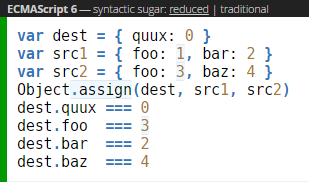 ECMAScript 6 — syntactic sugar: reduced | traditional
var dest = { quux: 0 }
var src1 = { foo: 1, bar: 2 }
var src2 = { foo: 3, baz: 4 }
Object.assign(dest, src1, src2)
dest.quux === 0
dest.foo  === 3
dest.bar  === 2
dest.baz  === 4